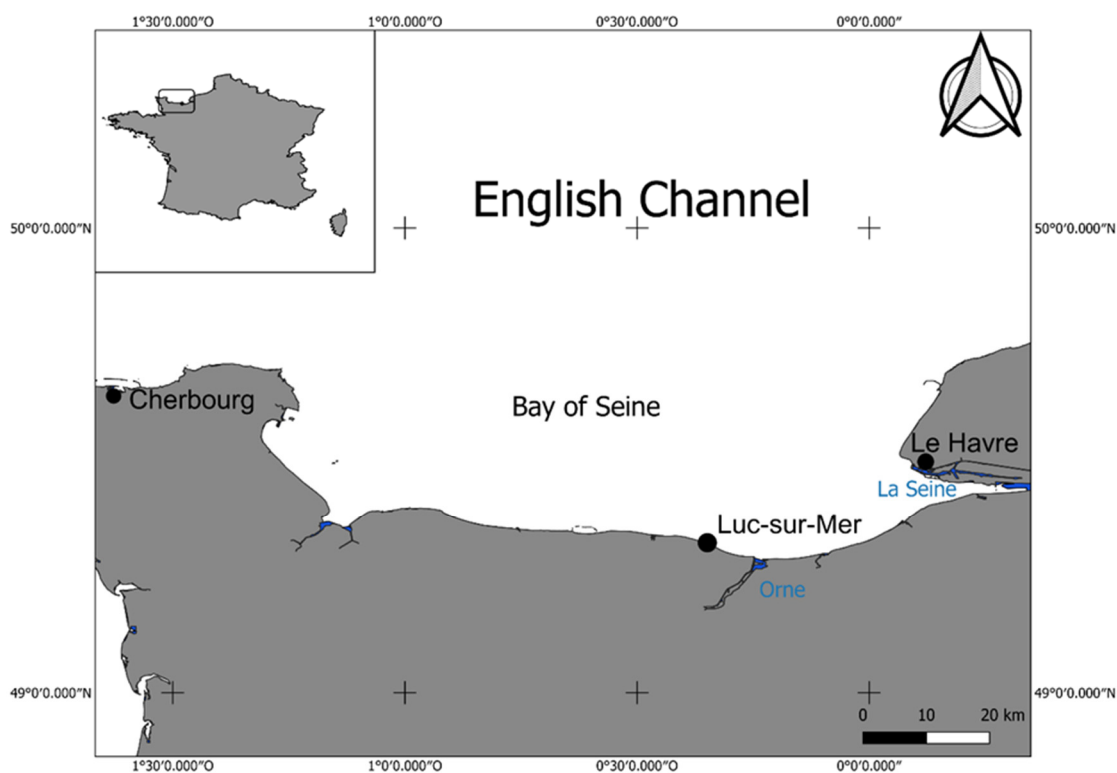 1°30'0.000"O 1°0'0.000"O 0°30'0.000"O 0°0'0.000"
English Channel
50°0'0.000"N 50°0'0.000"N
Cherbourg
Bay of Seine
Le Havre
La Seine
Luc-sur-Mer
Orne
49°0'0.000"N 49°0'0.000"N
0 10 20 km
1°30'0.000"O 1°0'0.000"O 0°30'0.000"O 0°0'0.000"